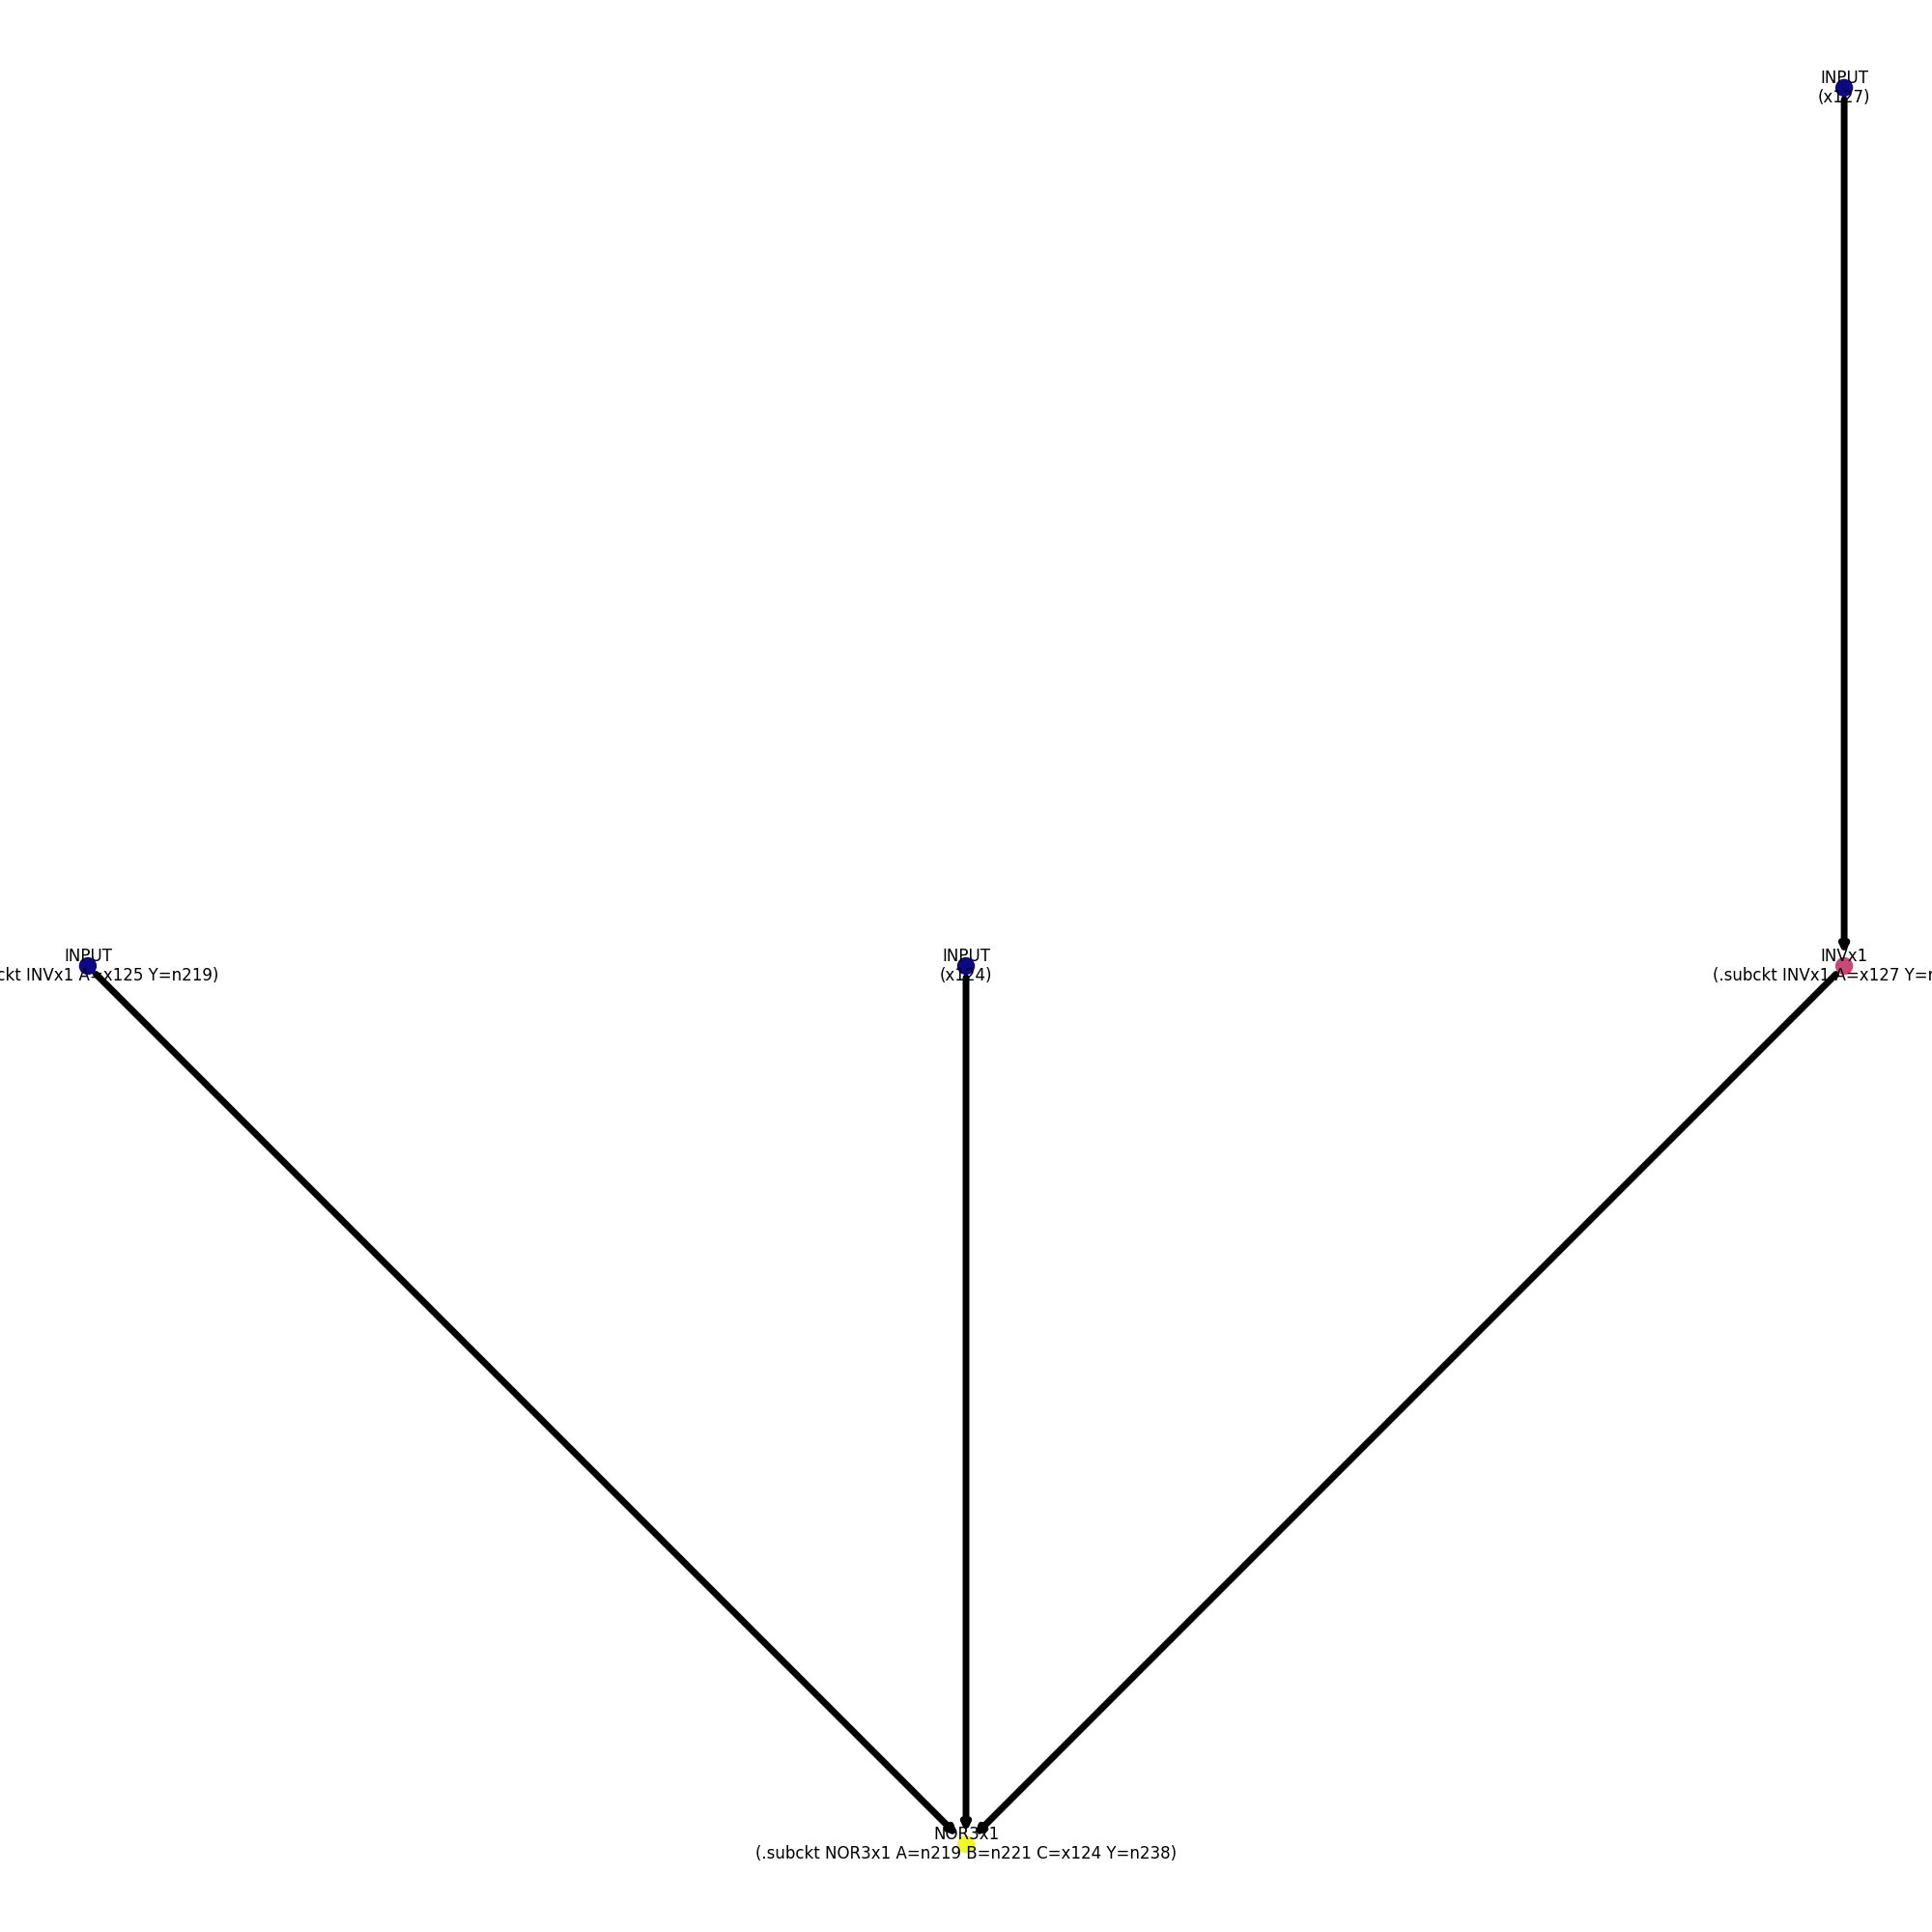 INPUT
(x127)
INPUT
ckt INVx1 A=x125 Y=n219)
INPUT
(x124)
INVx1
(.subckt INVx1 A=x127 Y=n
NOR3x1
(.subckt NOR3x1 A=n219 B=n221 C=x124 Y=n238)